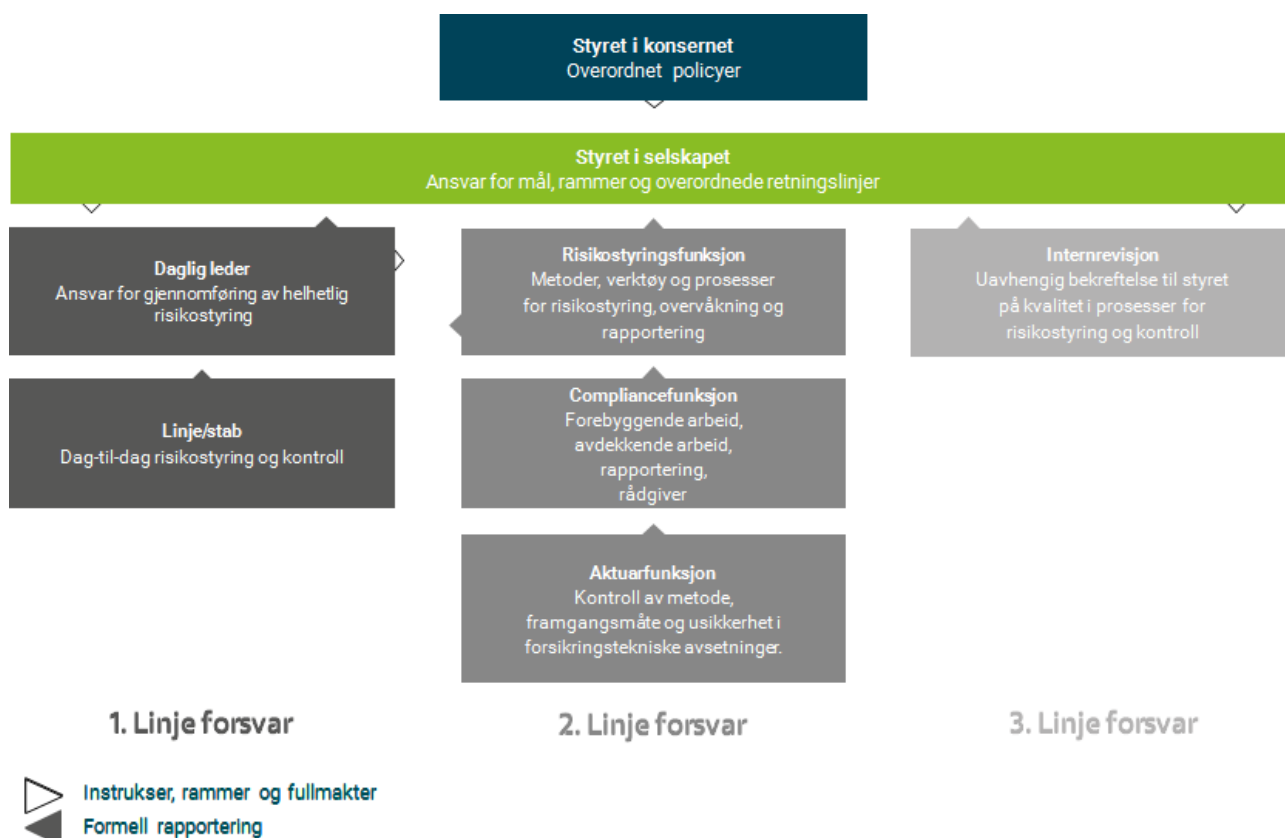 Styret i konsernet
Overordnet policyer
Styret i selskapet
Ansvar for mål, rammer og overordnede retningslinjer
Daglig leder
Ansvar for gjennomføring av helhetlig
risikostyring
Linje/stab
Dag-til-dag risikostyring og kontroll
Risikostyringsfunksjon
Metoder, verktøy og prosesser
for risikostyring, overvåkning og
rapportering
Compliancefunksjon
Forebyggende arbeid,
avdekkende arbeid,
rapportering,
rådgiver
Aktuarfunksjon
Kontroll av metode,
framgangsmåte og usikkerhet i
forsikringstekniske avsetninger.
Internrevisjon
Uavhengig bekreftelse til styret
på kvalitet i prosesser for
risikostyring og kontroll
1. Linje forsvar
2. Linje forsvar
3. Linje forsvar
Instrukser, rammer og fullmakter
Formell rapportering